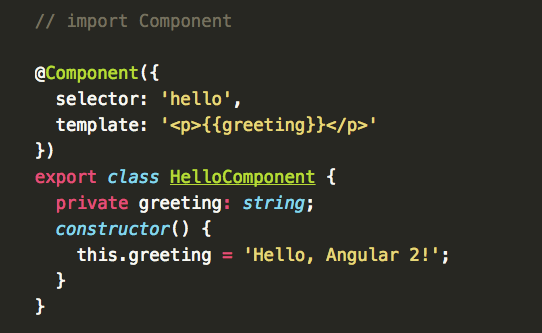 // import Component
@Component({
selector: 'hello',
template: '<p>{{greeting}}</p>'
})
export class HelloComponent {
private greeting: string;
constructor() {
this.greeting = 'Hello, Angular 2!';
}
}